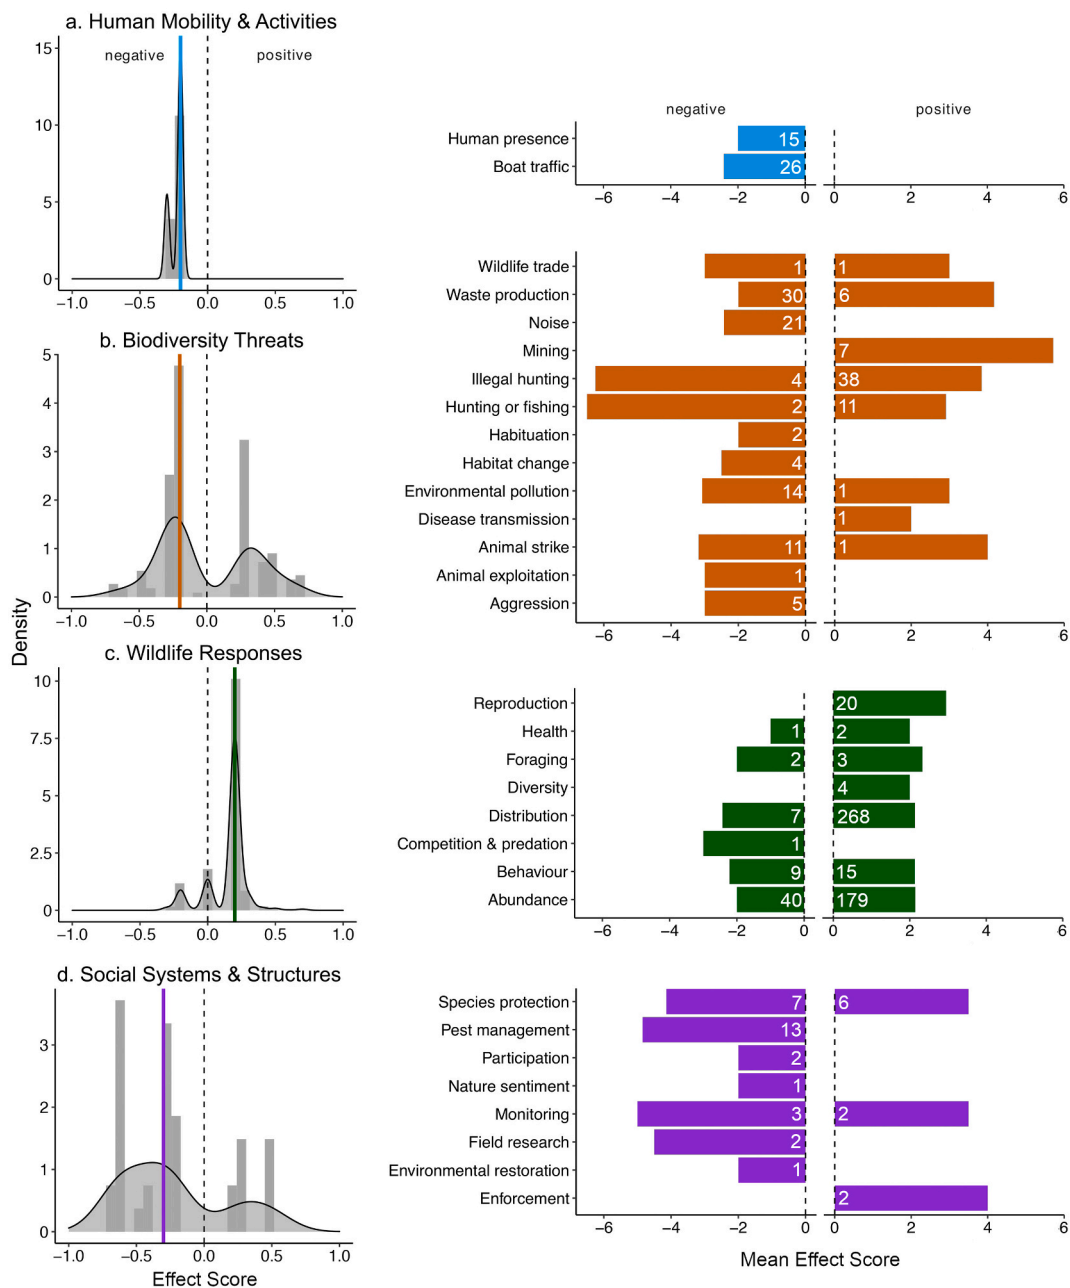 a. Human Mobility & Activities
negative positive
15
10
5
0
−1.0 −0.5 0.0 0.5 1.0
negative positive
Human presence 15
Boat traffic 26
−6 −4 −2 0 0 2 4 6
b. Biodiversity Threats
5
4
3
2
1
0
−1.0 −0.5 0.0 0.5 1.0
Wildlife trade 1 1
Waste production 30 6
Noise 21
Mining 7
Illegal hunting 4 38
Hunting or fishing 2 11
Habituation 2
Habitat change 4
Environmental pollution 14 1
Disease transmission 1
Animal strike 11 1
Animal exploitation 1
Aggression 5
−6 −4 −2 0 0 2 4 6
Density
c. Wildlife Responses
10
7.5
5
2.5
0
−1.0 −0.5 0.0 0.5 1.0
Reproduction 20
Health 1 2
Foraging 2 3
Diversity 4
Distribution 7 268
Competition & predation 1
Behaviour 9 15
Abundance 40 179
−6 −4 −2 0 0 2 4 6
d. Social Systems & Structures
3
2
1
0
−1.0 −0.5 0.0 0.5 1.0
Effect Score
Species protection 7 6
Pest management 13
Participation 2
Nature sentiment 1
Monitoring 3 2
Field research 2
Environmental restoration 1
Enforcement 2
−6 −4 −2 0 0 2 4 6
Mean Effect Score